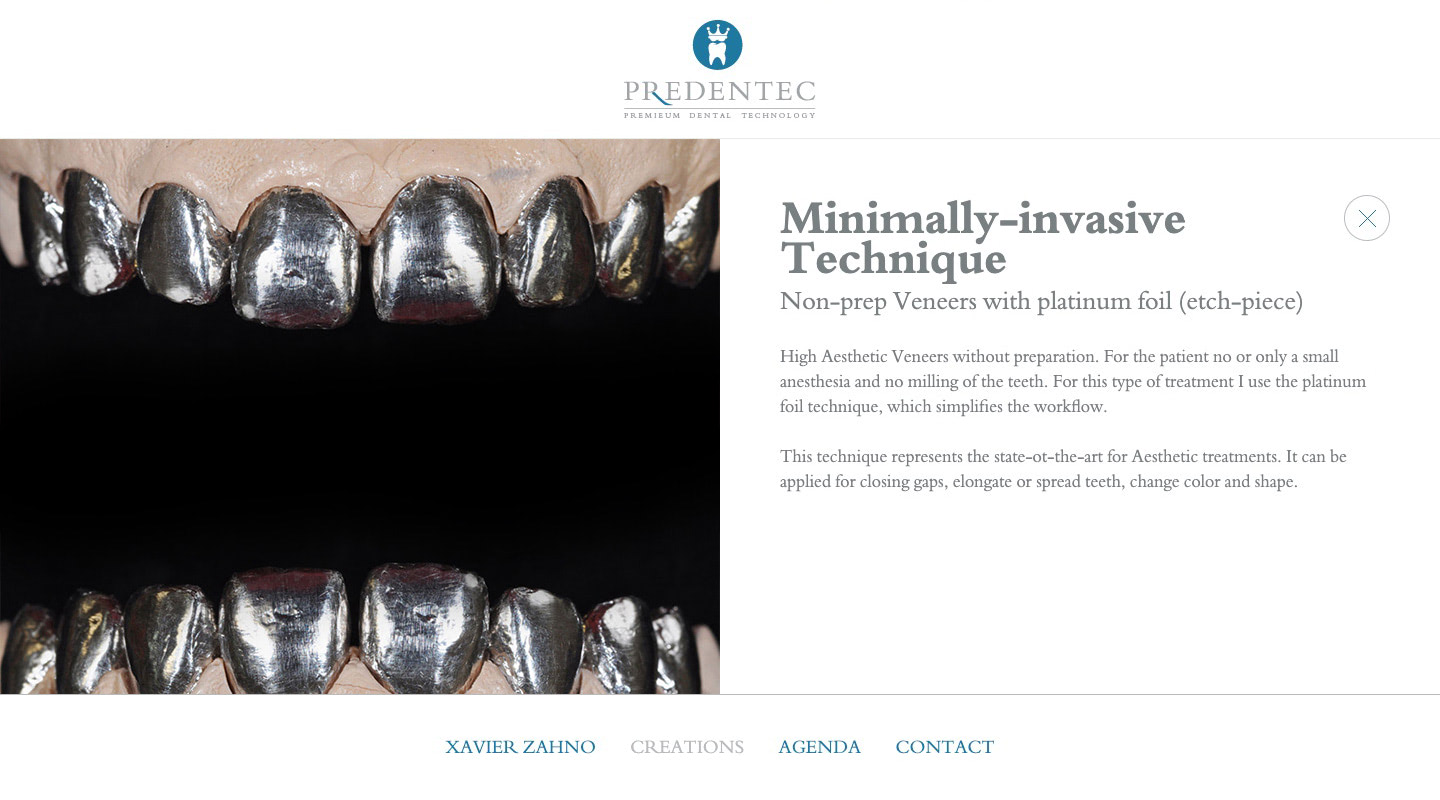 PREDENTEC
PREMIEUM DENTAL TECHNOLOGY
Minimally-invasive
Technique
Non-prep Veneers with platinum foil (etch-piece)
High Aesthetic Veneers without preparation. For the patient no or only a small
anesthesia and no milling of the teeth. For this type of treatment I use the platinum
foil technique, which simplifies the workflow.
This technique represents the state-ot-the-art for Aesthetic treatments. It can be
applied for closing gaps, elongate or spread teeth, change color and shape.
XAVIER ZAHNO CREATIONS AGENDA CONTACT